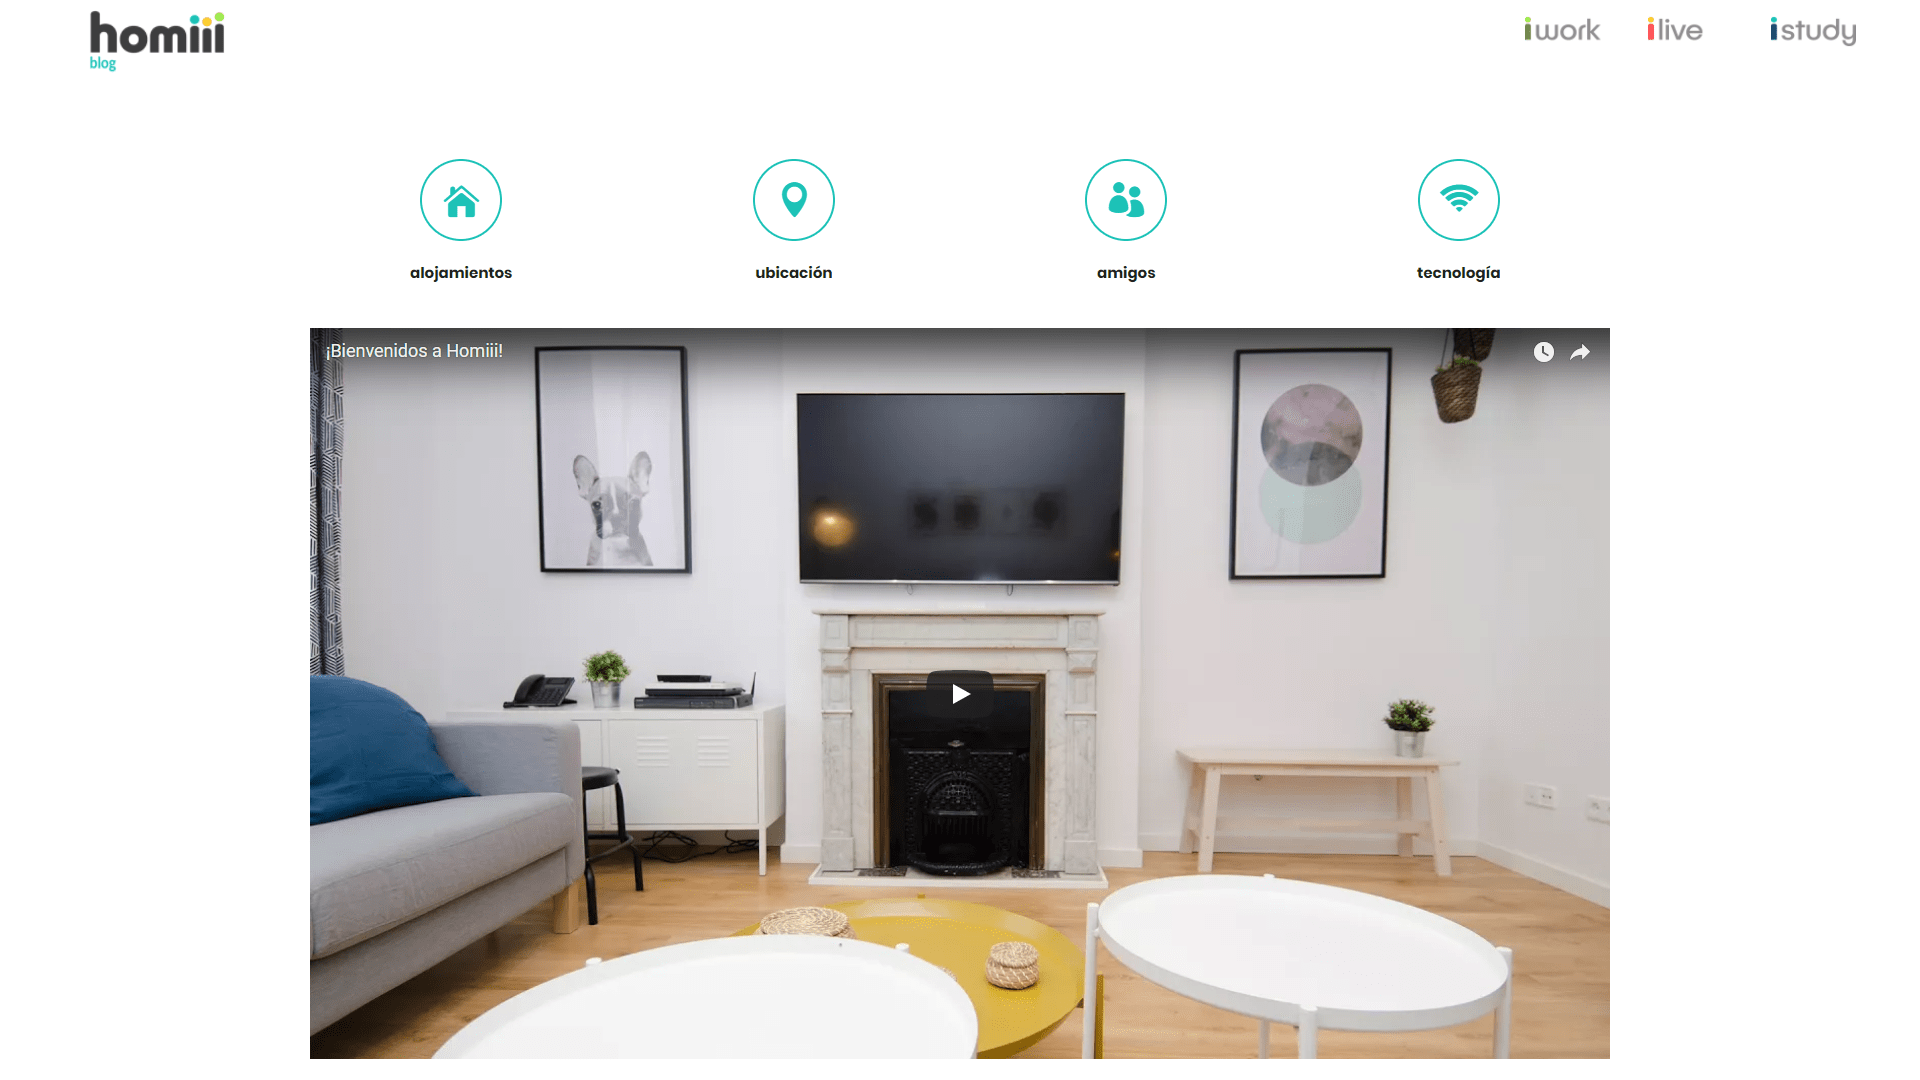 homiii
blog
iwork
ilive
istudy
alojamientos
ubicación
amigos
tecnología
¡Bienvenidos a Homiii!